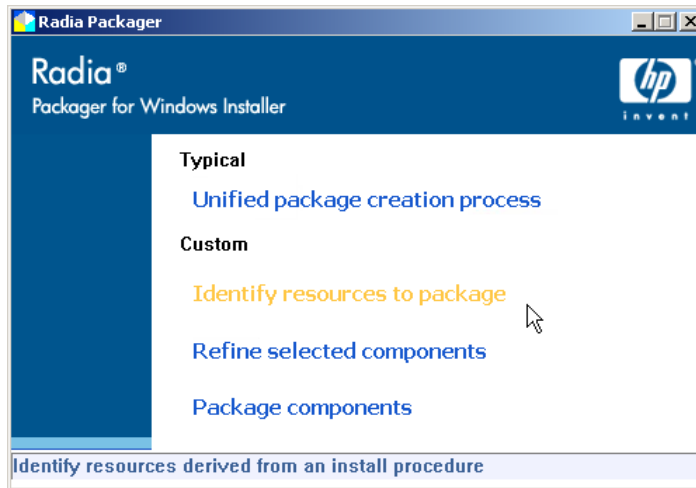 Radia Packager
Radia ®
Packager for Windows Installer
hp
invent
Typical
Unified package creation process
Custom
Identify resources to package
Refine selected components
Package components
Identify resources derived from an install procedure